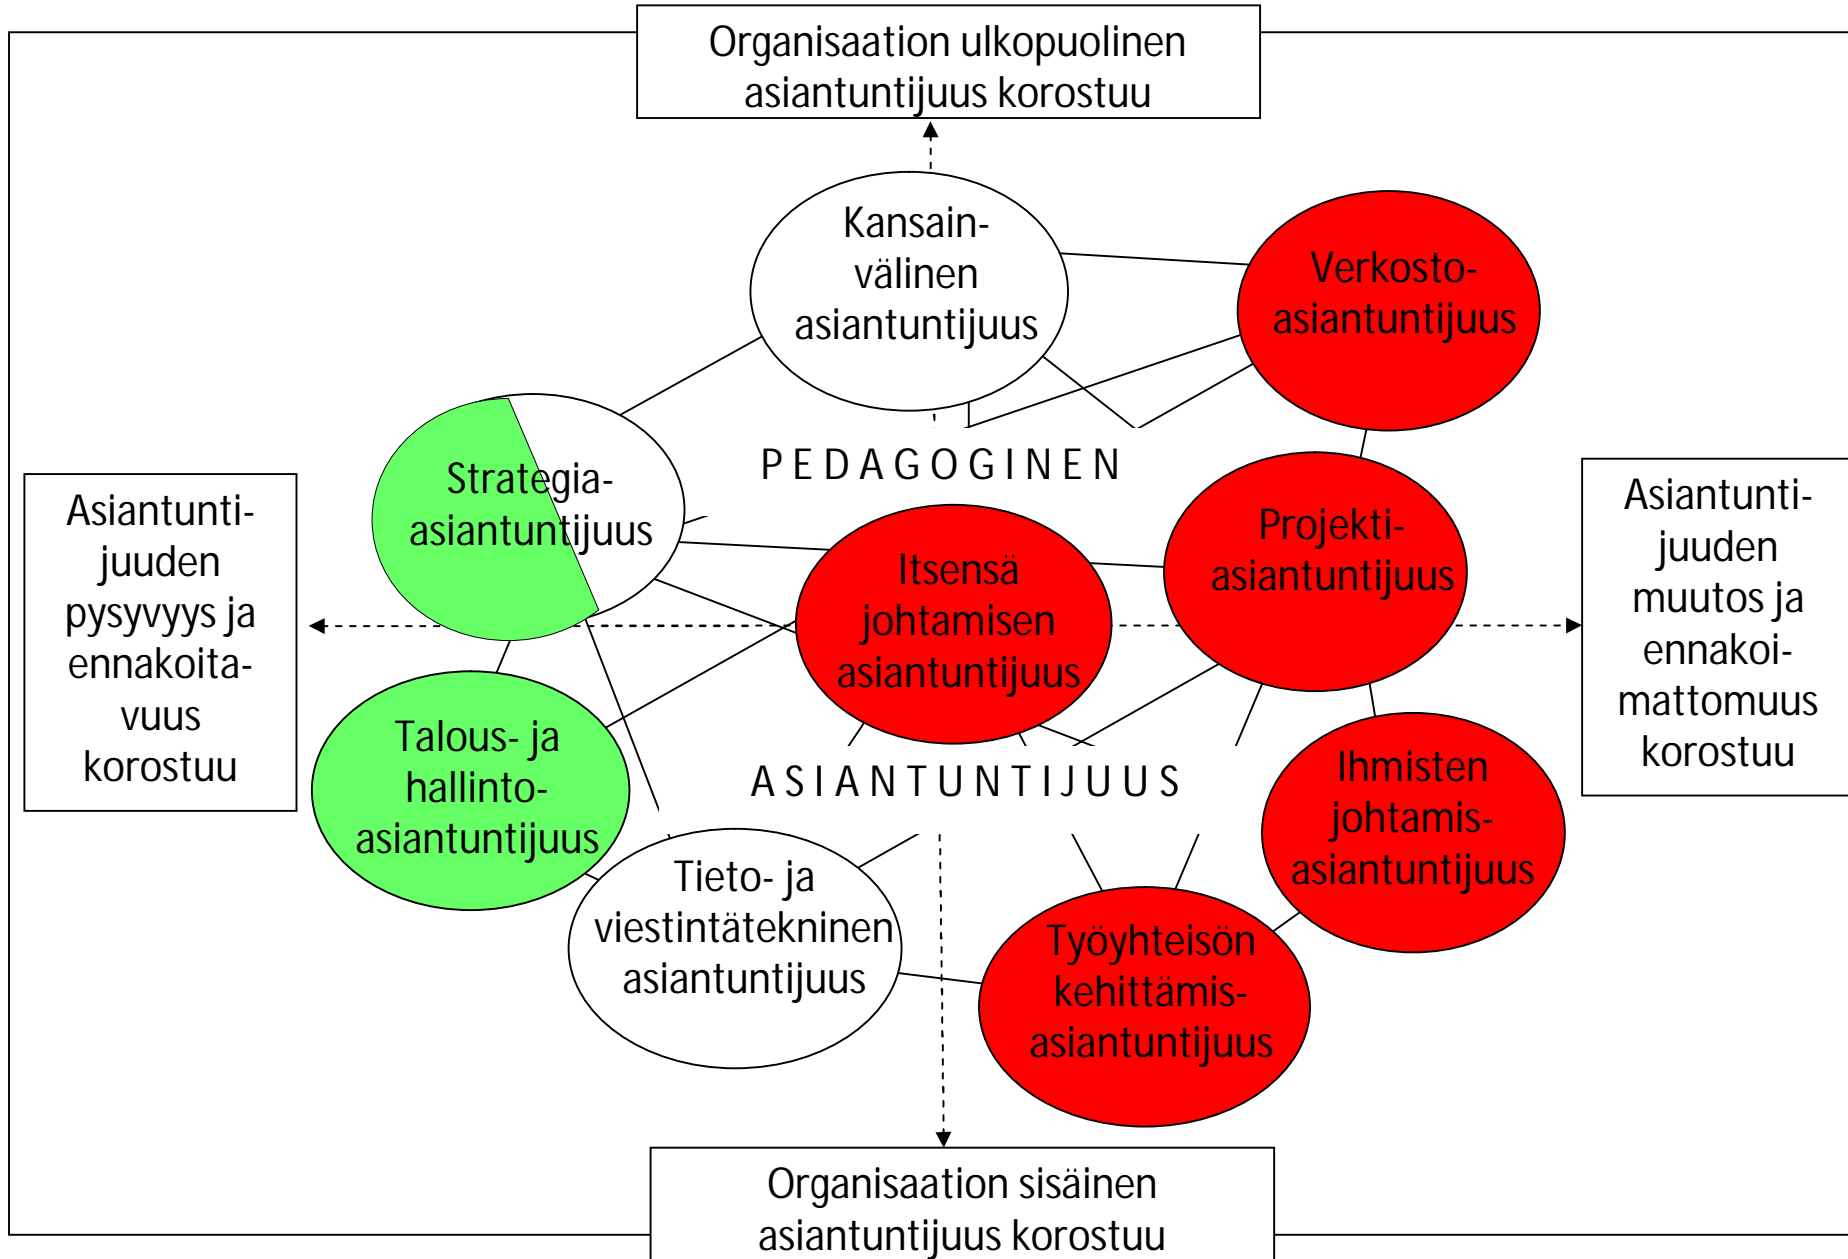 Organisaation ulkopuolinen
asiantuntijuus korostuu
Kansain-
välinen
asiantuntijuus
Verkosto-
asiantuntijuus
PEDAGOGINEN
Strategia-
asiantuntijuus
Asiantunti-
juuden
pysyvyys ja
ennakoita-
vuus
korostuu
Itsensä
johtamisen
asiantuntijuus
Projekti-
asiantuntijuus
Asiantunti-
juuden
muutos ja
ennakoi-
mattomuus
korostuu
Talous- ja
hallinto-
asiantuntijuus
ASIANTUNTIJUUS
Ihmisten
johtamis-
asiantuntijuus
Tieto- ja
viestintätekninen
asiantuntijuus
Työyhteisön
kehittämis-
asiantuntijuus
Organisaation sisäinen
asiantuntijuus korostuu